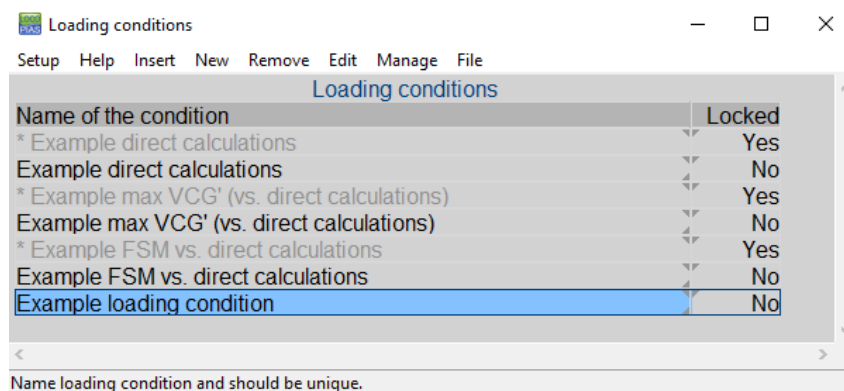 LOCO PIAS Loading conditions
Setup Help Insert New Remove Edit Manage File
Loading conditions
Name of the condition Locked
* Example direct calculations Yes
Example direct calculations No
* Example max VCG' (vs. direct calculations) Yes
Example max VCG' (vs. direct calculations) No
* Example FSM vs. direct calculations Yes
Example FSM vs. direct calculations No
Example loading condition No
Name loading condition and should be unique.